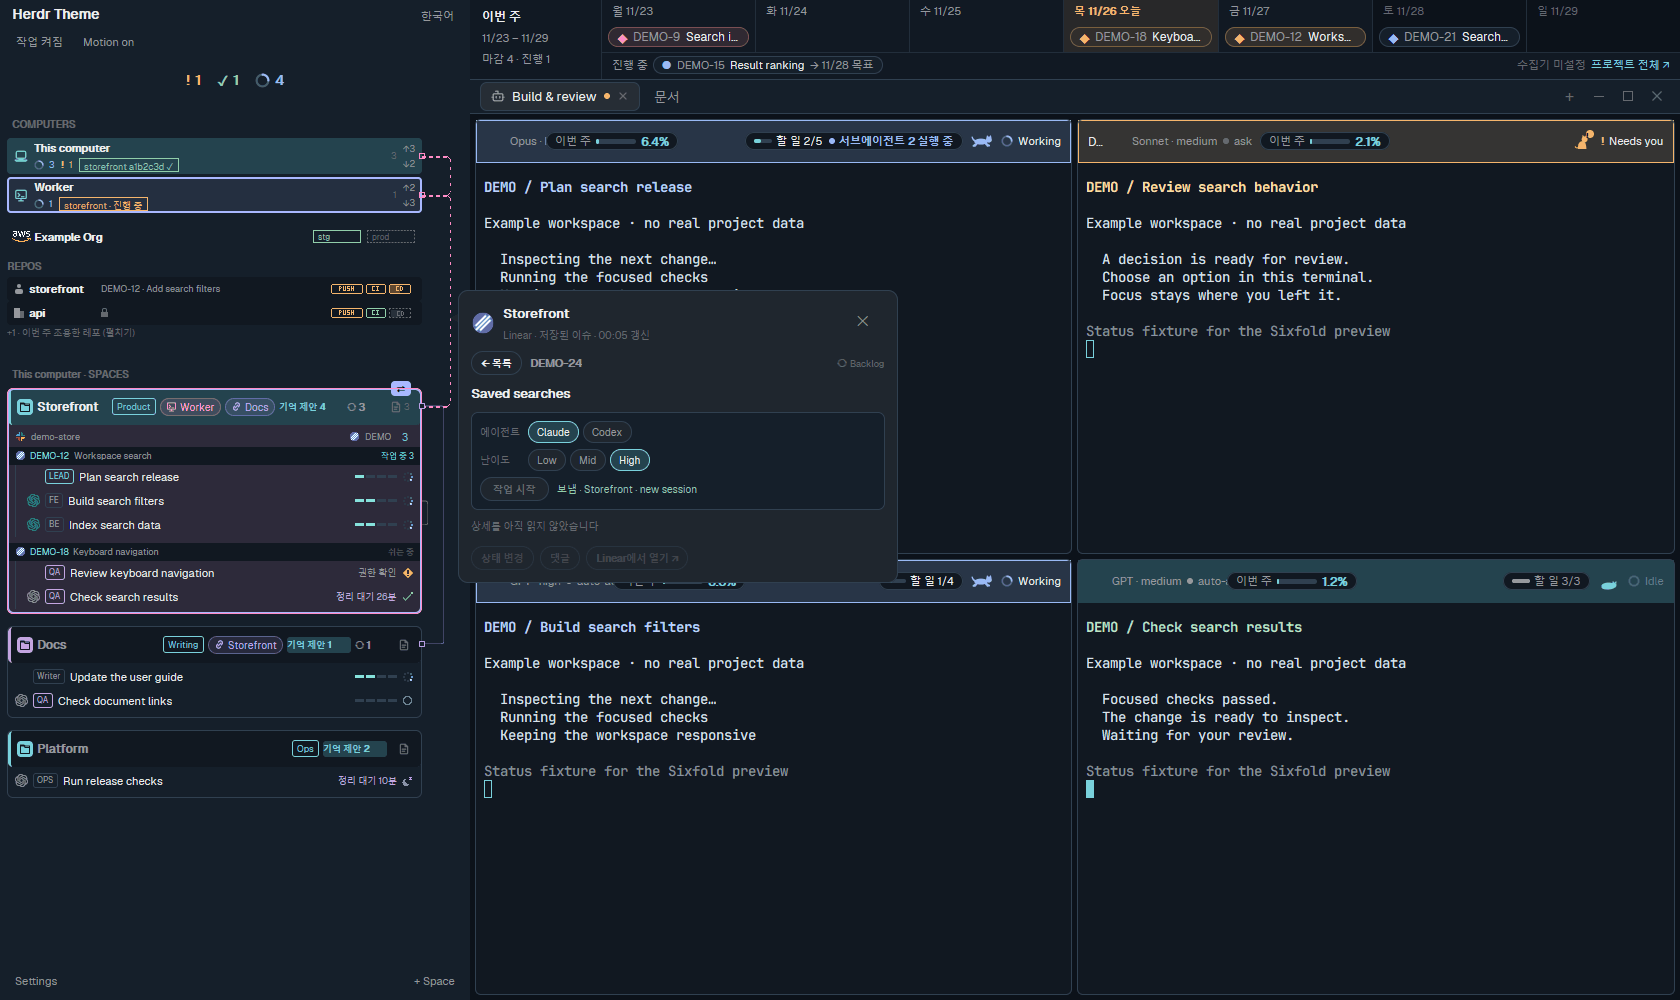 Herdr Theme
한국어
작업 켜짐 Motion on
! 1 ✓ 1 4
COMPUTERS
This computer
3 ! 1 storefront a1b2c3d ✓
3 ↑3 ↓2
Worker
1 storefront · 진행 중
1 ↑2 ↓3
aws Example Org stg prod
REPOS
storefront DEMO-12 · Add search filters PUSH CI CD
api PUSH CI CD
+1 · 이번 주 조용한 레포 (펼치기)
This computer · SPACES
Storefront Product Worker Docs 기억 제안 4 3 3
demo-store DEMO 3
DEMO-12 Workspace search 작업 중 3
LEAD Plan search release
FE Build search filters
BE Index search data
DEMO-18 Keyboard navigation 쉬는 중
QA Review keyboard navigation 권한 확인
QA Check search results 정리 대기 26분
Docs Writing Storefront 기억 제안 1 1
Writer Update the user guide
QA Check document links
Platform Ops 기억 제안 2
OPS Run release checks 정리 대기 10분
Settings + Space
이번 주
11/23 – 11/29
마감 4 · 진행 1
월 11/23 화 11/24 수 11/25 목 11/26 오늘 금 11/27 토 11/28 일 11/29
DEMO-9 Search i... DEMO-18 Keyboa... DEMO-12 Works... DEMO-21 Search...
진행 중 DEMO-15 Result ranking → 11/28 목표
수집기 미설정 프로젝트 전체 ↗
Build & review
문서
Opus · 이번 주 6.4% 할 일 2/5 서브에이전트 2 실행 중 Working
DEMO / Plan search release
Example workspace · no real project data
Inspecting the next change…
Running the focused checks
D... Sonnet · medium ask 이번 주 2.1% ! Needs you
DEMO / Review search behavior
Example workspace · no real project data
A decision is ready for review.
Choose an option in this terminal.
Focus stays where you left it.
Status fixture for the Sixfold preview
Storefront
Linear · 저장된 이슈 · 00:05 갱신
← 목록 DEMO-24 Backlog
Saved searches
에이전트 Claude Codex
난이도 Low Mid High
작업 시작 보냄 · Storefront · new session
상세를 아직 읽지 않았습니다
상태 변경 댓글 Linear에서 열기 ↗
할 일 1/4 Working
DEMO / Build search filters
Example workspace · no real project data
Inspecting the next change…
Running the focused checks
Keeping the workspace responsive
Status fixture for the Sixfold preview
GPT · medium auto- 이번 주 1.2% 할 일 3/3 Idle
DEMO / Check search results
Example workspace · no real project data
Focused checks passed.
The change is ready to inspect.
Waiting for your review.
Status fixture for the Sixfold preview